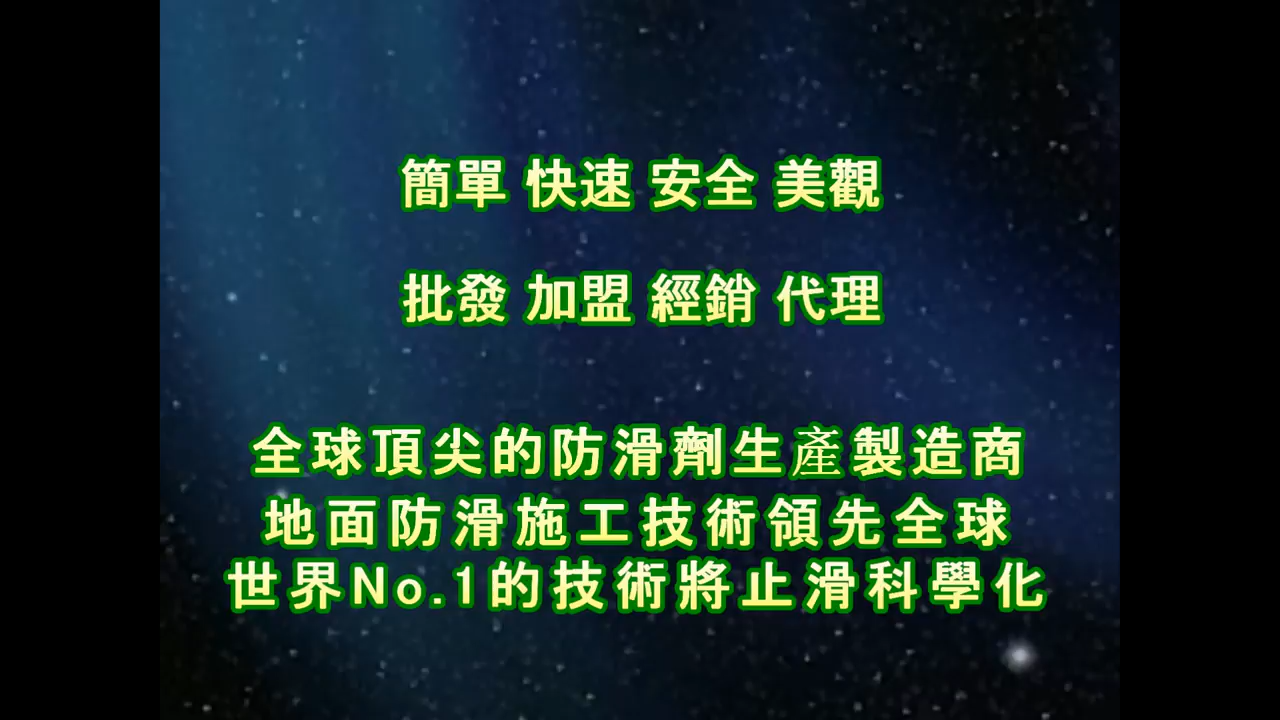 簡單 快速 安全 美觀
批發 加盟 經銷 代理
全球頂尖的防滑劑生產製造商
地面防滑施工技術領先全球
世界No.1的技術將止滑科學化